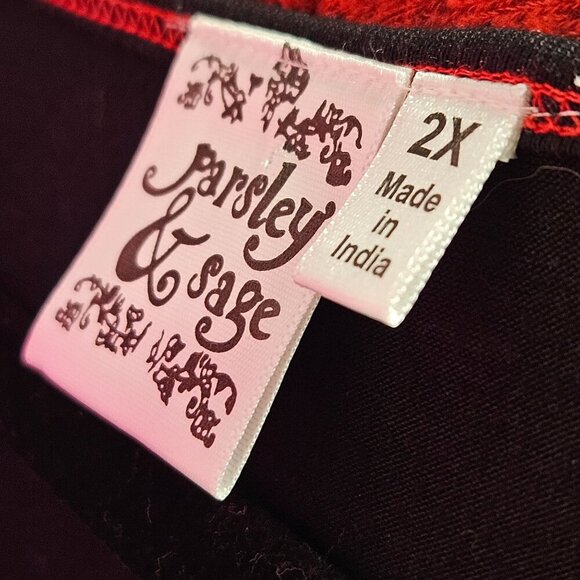 parsley
& sage
2X
Made
in
India